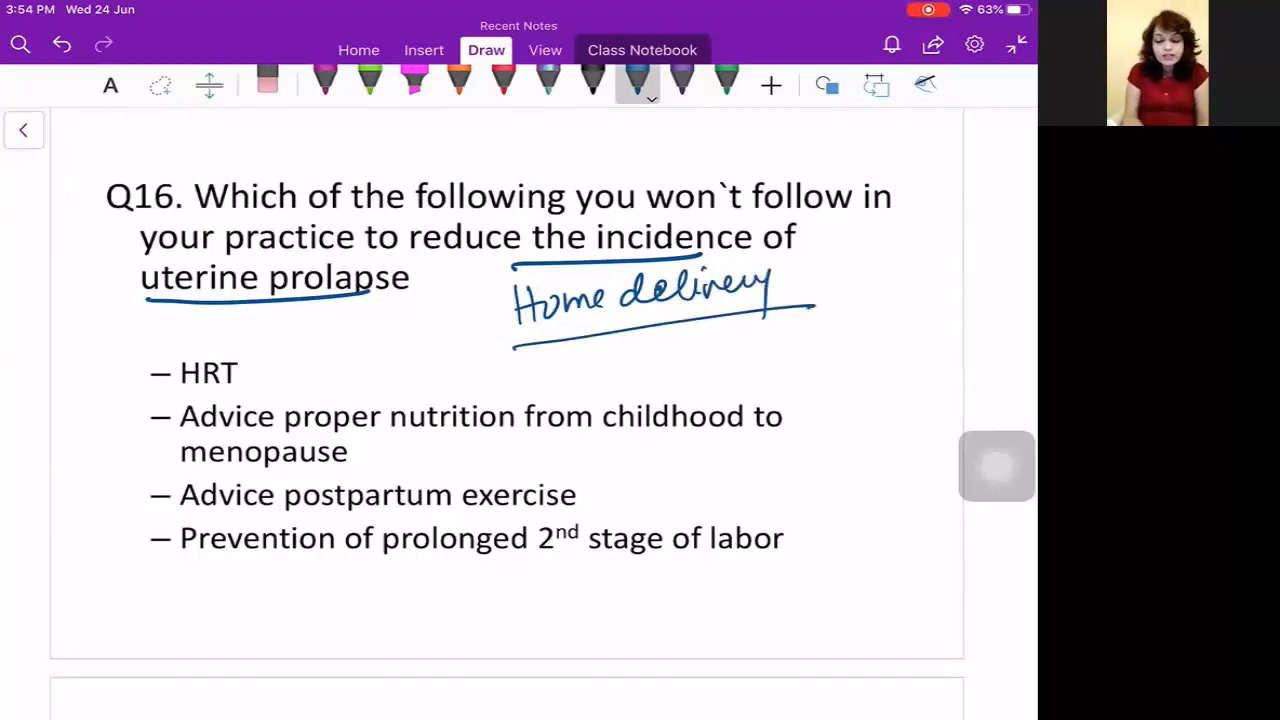 3:54 PM Wed 24 Jun
63%
Recent Notes
Home Insert Draw View Class Notebook
A
Q16. Which of the following you won`t follow in
your practice to reduce the incidence of
uterine prolapse
Home delivery
– HRT
– Advice proper nutrition from childhood to
menopause
– Advice postpartum exercise
– Prevention of prolonged 2nd stage of labor